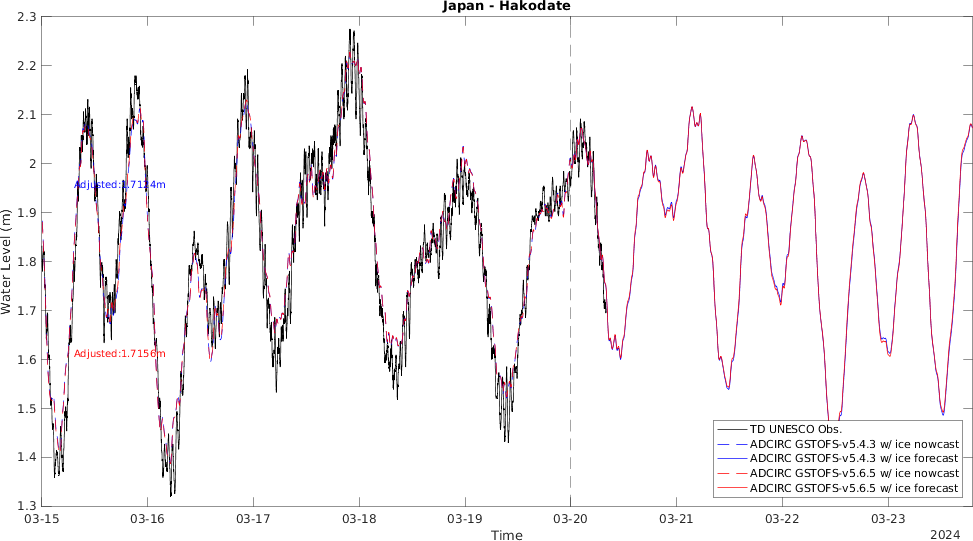 Japan - Hakodate
2.3
2.2
2.1
2
1.9
1.8
1.7
1.6
1.5
1.4
1.3
Water Level (m)
Adjusted:1.7124m
Adjusted:1.7156m
TD UNESCO Obs.
ADCIRC GSTOFS-v5.4.3 w/ ice nowcast
ADCIRC GSTOFS-v5.4.3 w/ ice forecast
ADCIRC GSTOFS-v5.6.5 w/ ice nowcast
ADCIRC GSTOFS-v5.6.5 w/ ice forecast
03-15 03-16 03-17 03-18 03-19 03-20 03-21 03-22 03-23
Time
2024